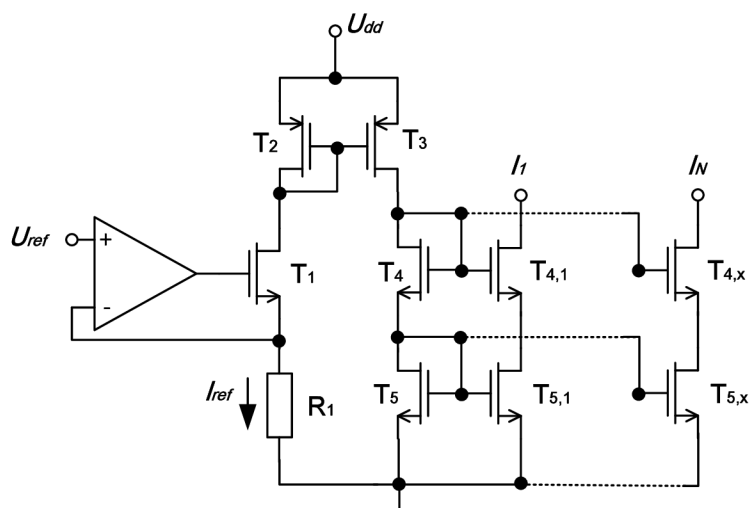 Udd
T2
T3
I1
IN
Uref
+
-
T1
T4
T4,1
T4,x
Iref
R1
T5
T5,1
T5,x